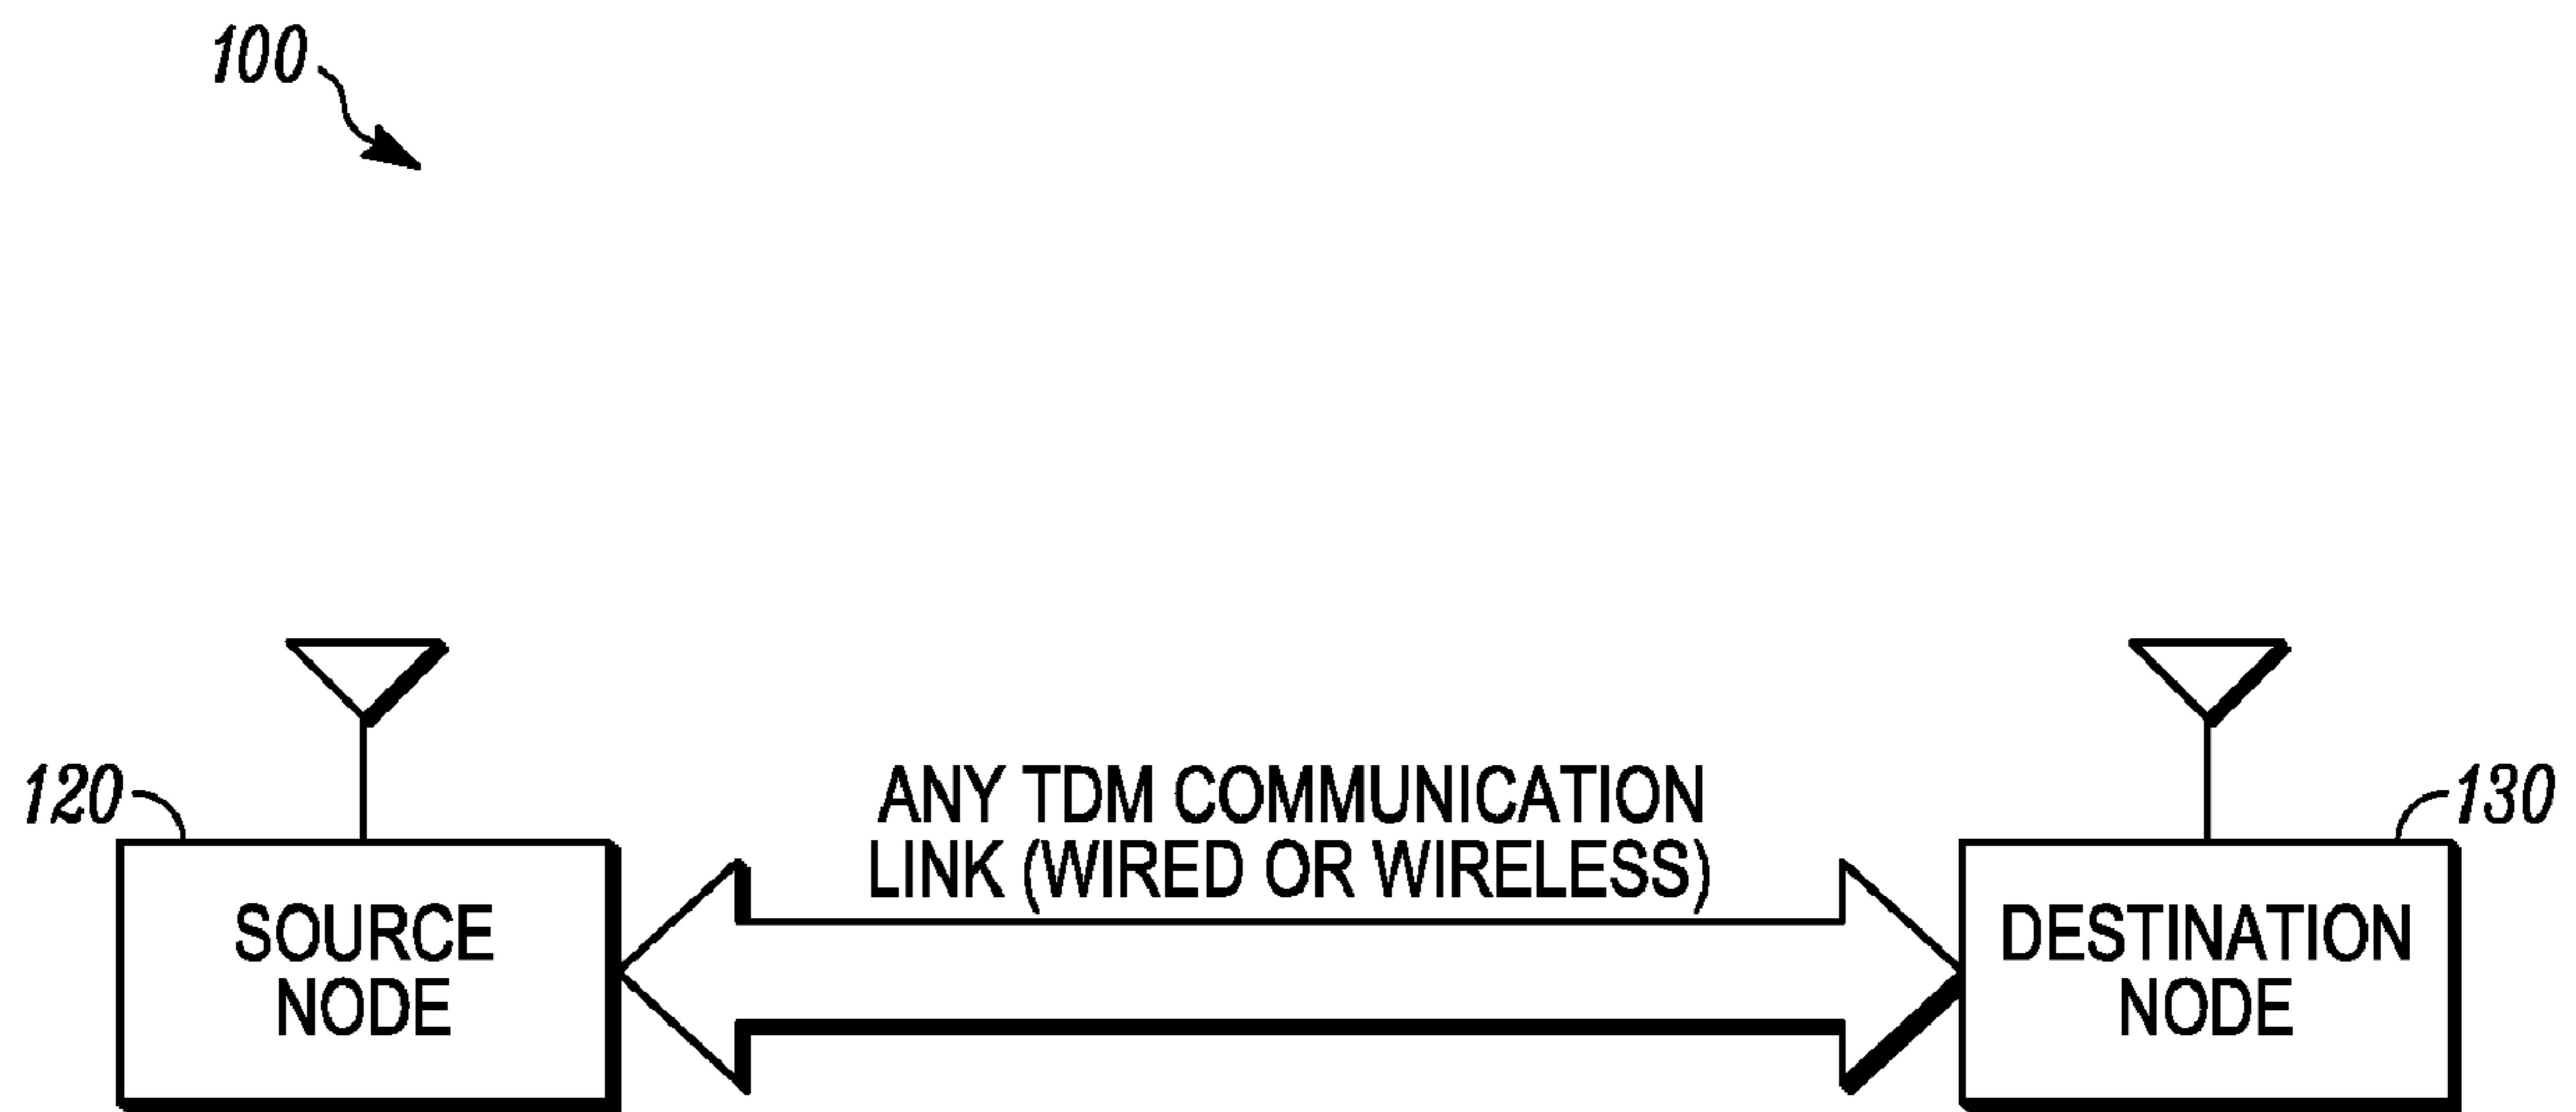 100
120
ANY TDM COMMUNICATION
LINK (WIRED OR WIRELESS)
130
SOURCE
NODE
DESTINATION
NODE